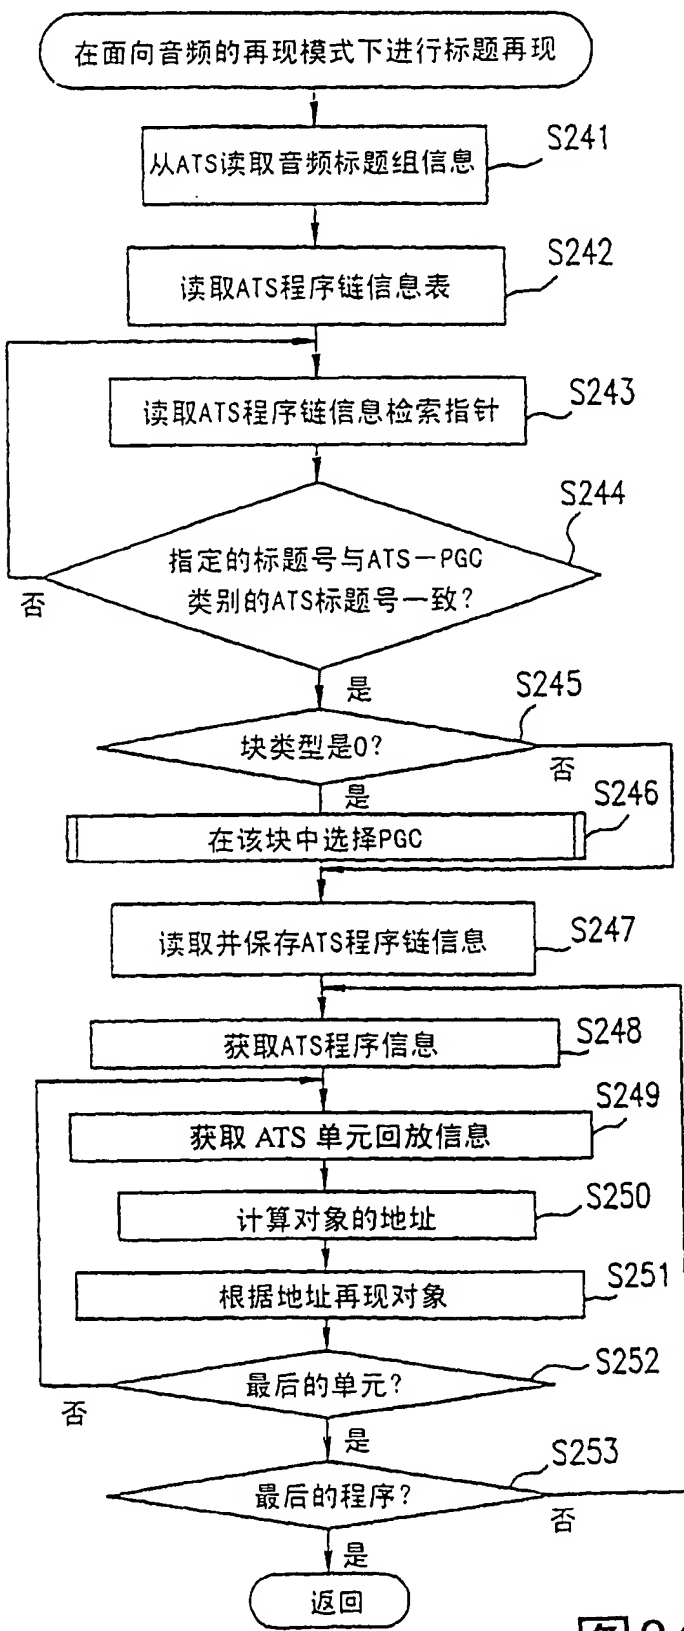 在面向音频的再现模式下进行标题再现
S241
从ATS读取音频标题组信息
S242
读取ATS程序链信息表
S243
读取ATS程序链信息检索指针
S244
指定的标题号与ATS－PGC
类别的ATS标题号一致？
否
是
S245
块类型是0？
否
是
S246
在该块中选择PGC
读取并保存ATS程序链信息
S247
获取ATS程序信息
S248
S249
获取 ATS 单元回放信息
S250
计算对象的地址
S251
根据地址再现对象
S252
最后的单元？
否
是
S253
最后的程序？
否
是
返回